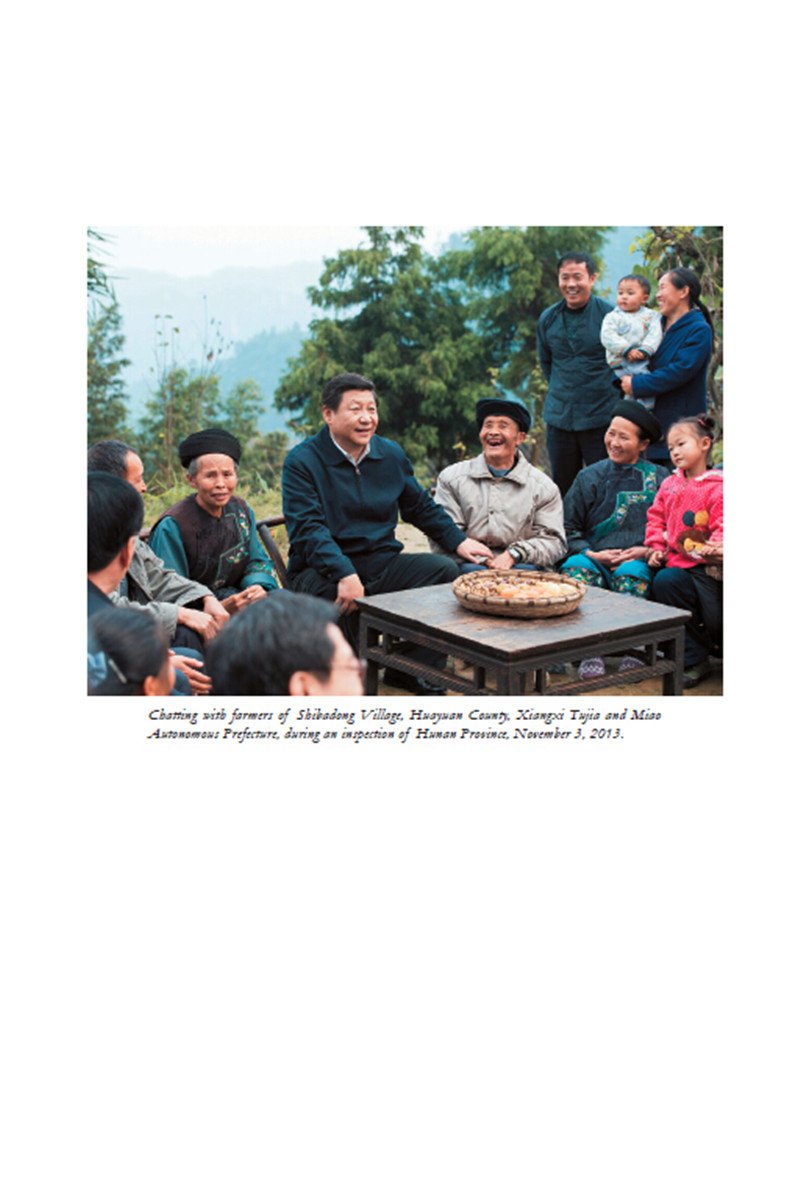 Chatting with farmers of Shibadong Village, Huayuan County, Xiangxi Tujia and Miao
Autonomous Prefecture, during an inspection of Hunan Province, November 3, 2013.